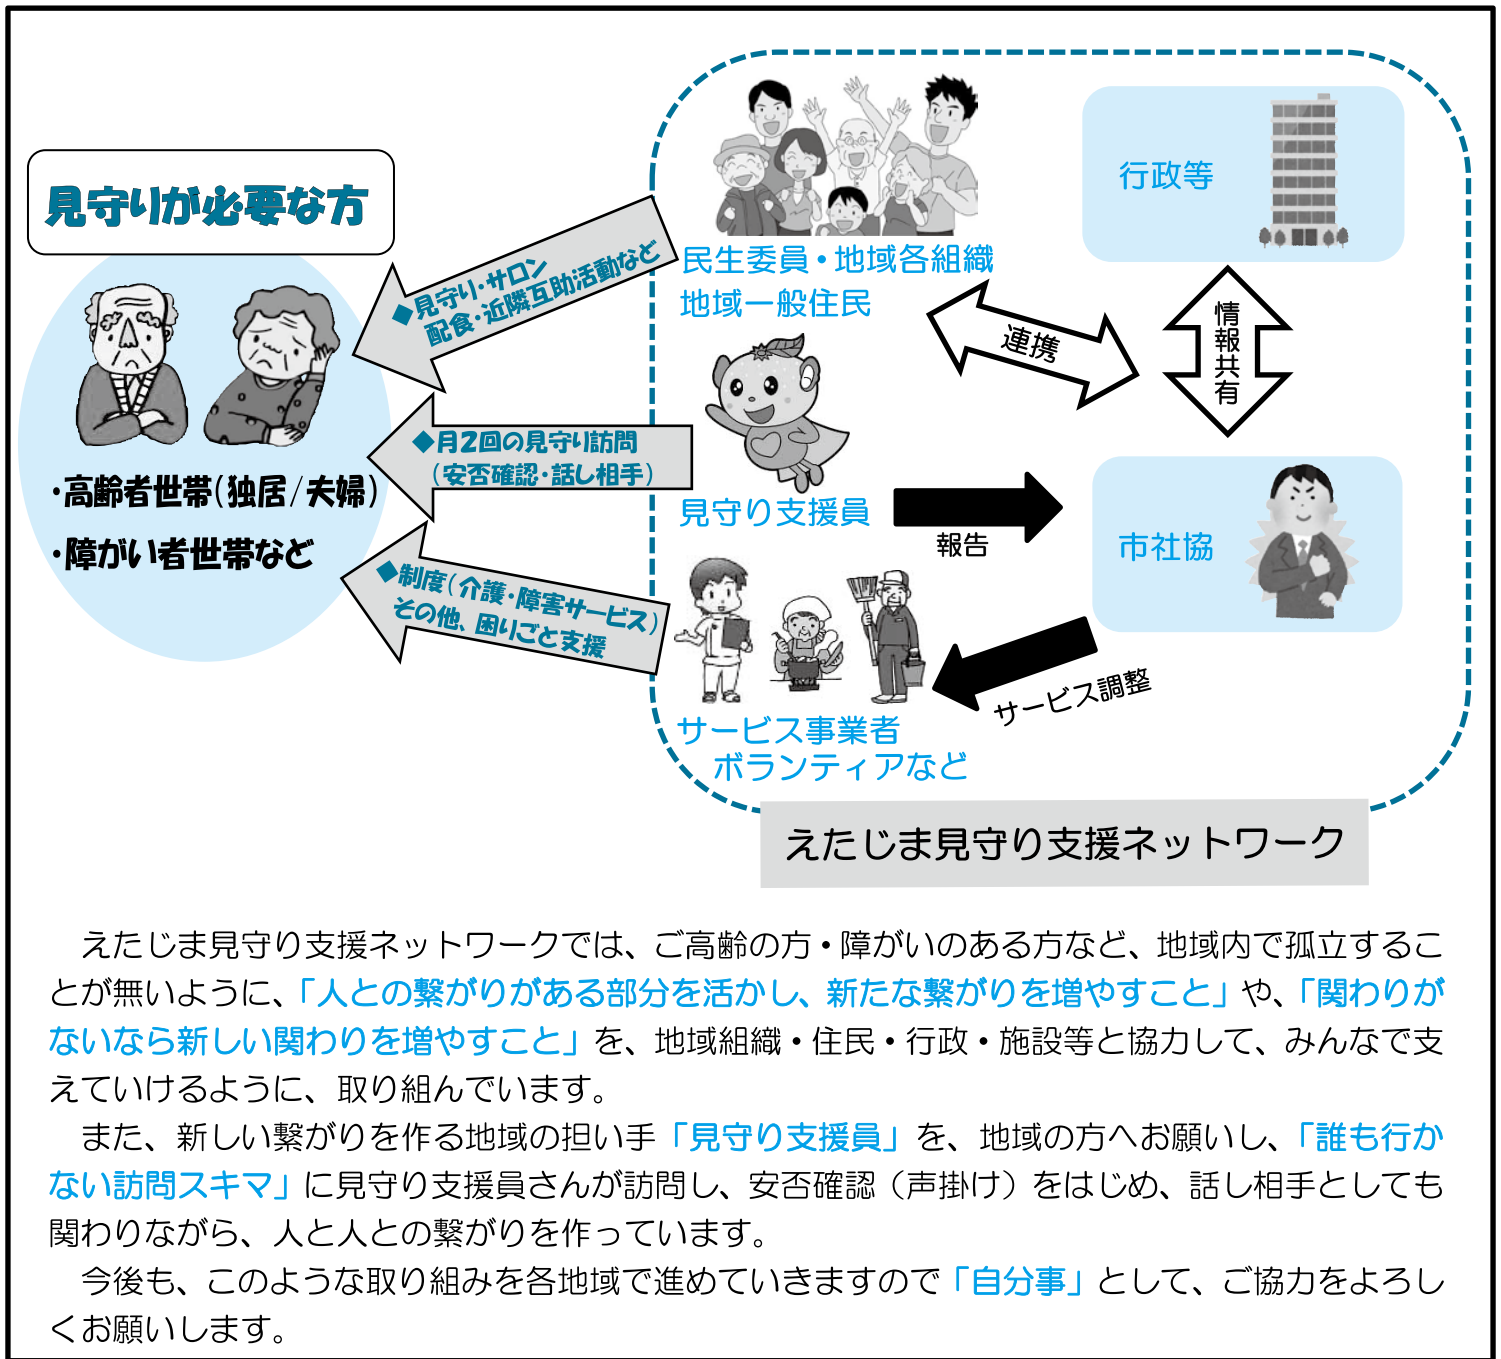 見守りが必要な方
・高齢者世帯(独居/夫婦)
・障がい者世帯など
◆見守り・サロン
配食・近隣互助活動など
◆月2回の見守り訪問
(安否確認・話し相手)
◆制度(介護・障害サービス)
その他、困りごと支援
民生委員・地域各組織
地域一般住民
見守り支援員
サービス事業者
ボランティアなど
行政等
連携
情報共有
報告
市社協
サービス調整
えたじま見守り支援ネットワーク
えたじま見守り支援ネットワークでは、ご高齢の方・障がいのある方など、地域内で孤立するこ
とが無いように、「人との繋がりがある部分を活かし、新たな繋がりを増やすこと」や、「関わりが
ないなら新しい関わりを増やすこと」を、地域組織・住民・行政・施設等と協力して、みんなで支
えていけるように、取り組んでいます。
また、新しい繋がりを作る地域の担い手「見守り支援員」を、地域の方へお願いし、「誰も行か
ない訪問スキマ」に見守り支援員さんが訪問し、安否確認（声掛け）をはじめ、話し相手としても
関わりながら、人と人との繋がりを作っています。
今後も、このような取り組みを各地域で進めていきますので「自分事」として、ご協力をよろし
くお願いします。